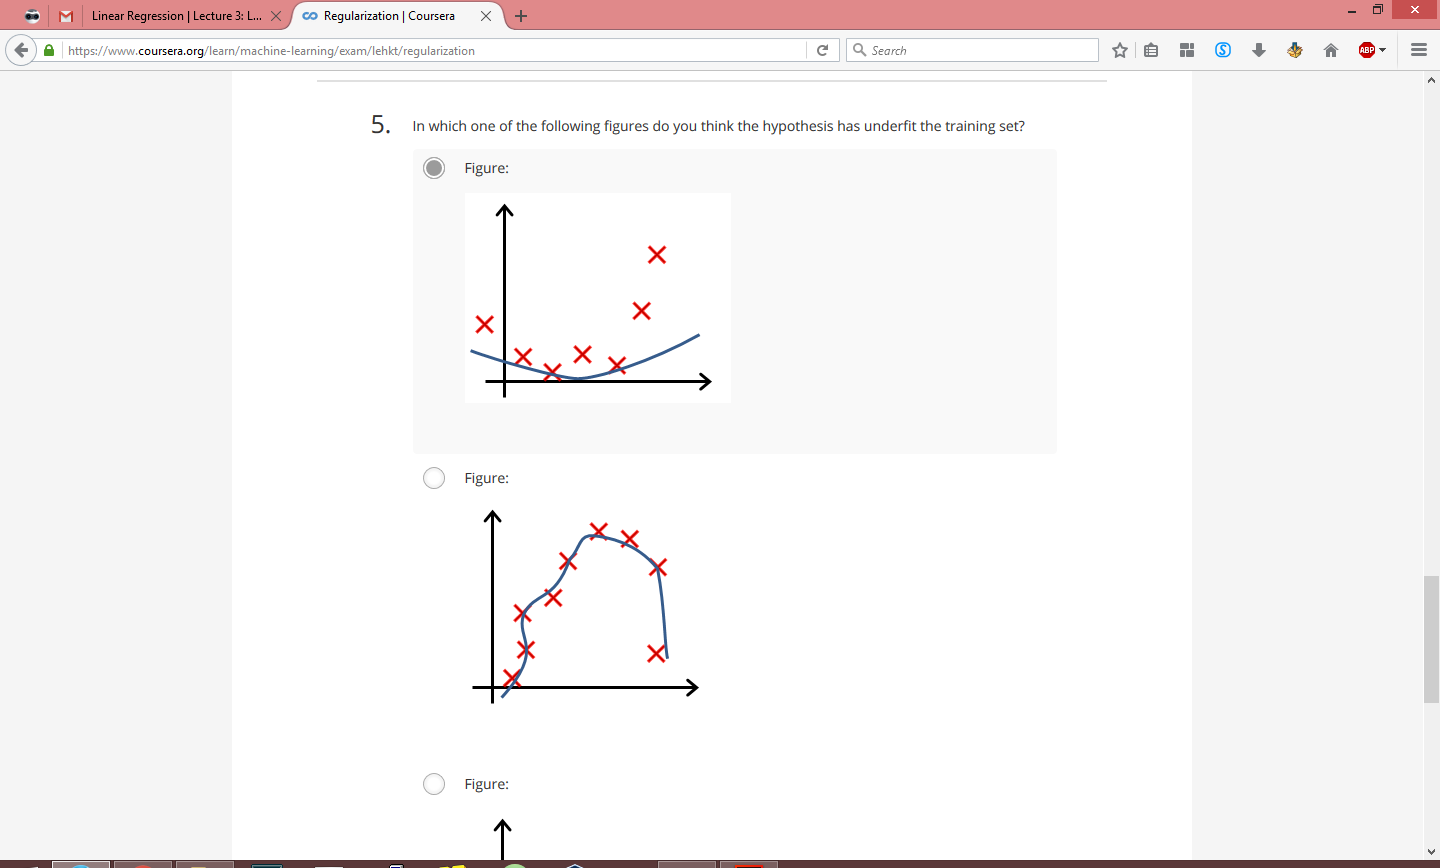 Linear Regression | Lecture 3: L...
Regularization | Coursera
https://www.coursera.org/learn/machine-learning/exam/lehkt/regularization
Search
ABP
5.
In which one of the following figures do you think the hypothesis has underfit the training set?
Figure:
Figure:
Figure: